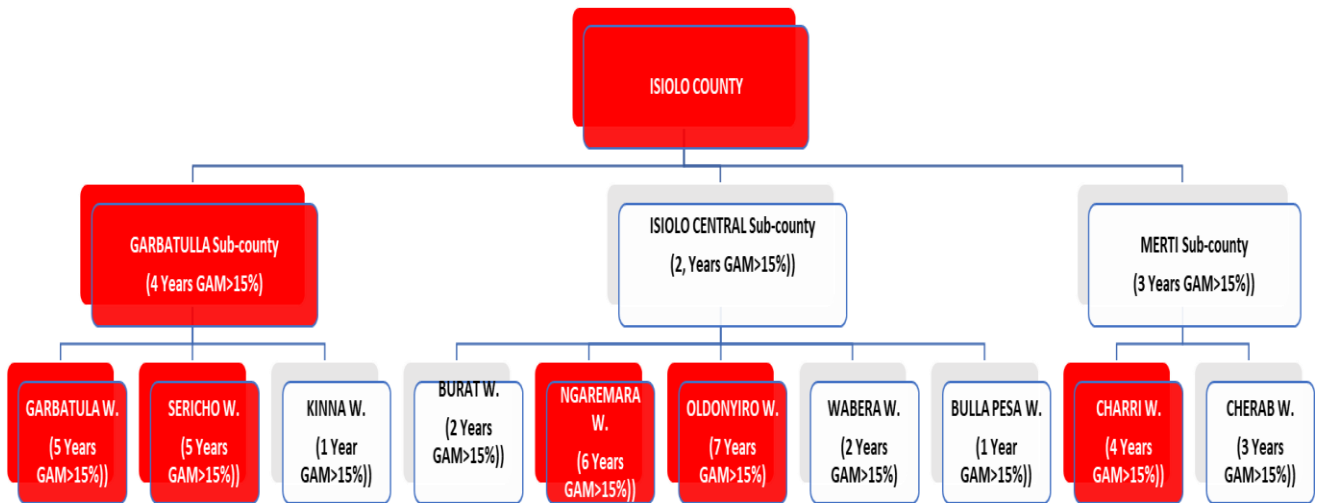 ISIOLO COUNTY
GARBATULLA Sub-county
(4 Years GAM>15%)
ISIOLO CENTRAL Sub-county
(2, Years GAM>15%))
MERTI Sub-county
(3 Years GAM>15%))
GARBATULA W.
(5 Years
GAM>15%))
SERICHO W.
(5 Years
GAM>15%))
KINNA W.
(1 Year
GAM>15%))
BURAT W.
(2 Years
GAM>15%))
NGAREMARA
W.
(6 Years
GAM>15%))
OLDONYIRO W.
(7 Years
GAM>15%)
WABERA W.
(2 Years
GAM>15%)
BULLA PESA W.
(1 Year
GAM>15%))
CHARRI W.
(4 Years
GAM>15%))
CHERAB W.
(3 Years
GAM>15%))